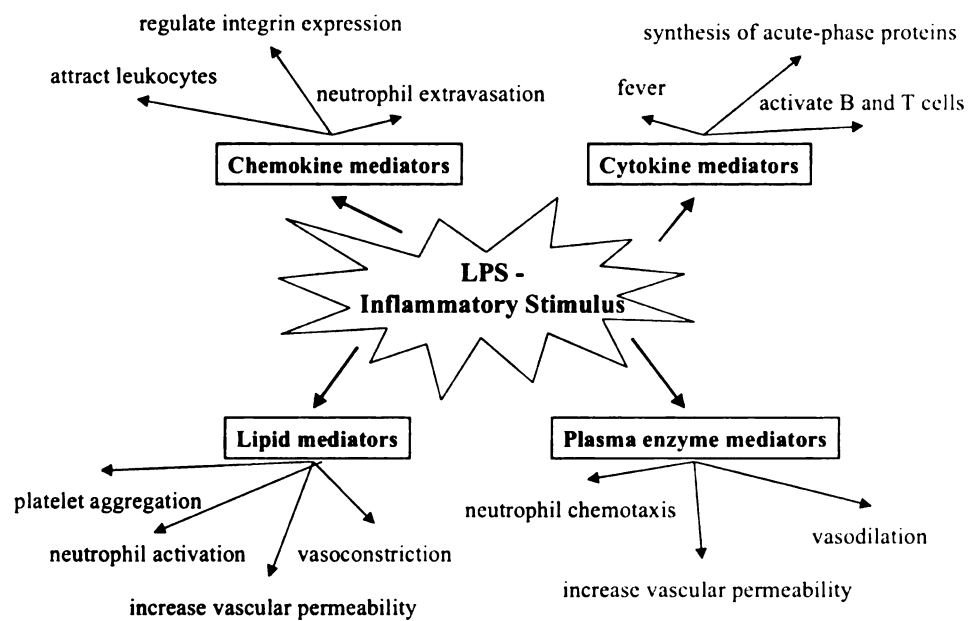 regulate integrin expression
synthesis of acute-phase proteins
attract leukocytes
neutrophil extravasation
fever
activate B and T cells
Chemokine mediators
Cytokine mediators
LPS -
Inflammatory Stimulus
Lipid mediators
Plasma enzyme mediators
platelet aggregation
neutrophil chemotaxis
neutrophil activation
vasoconstriction
vasodilation
increase vascular permeability
increase vascular permeability